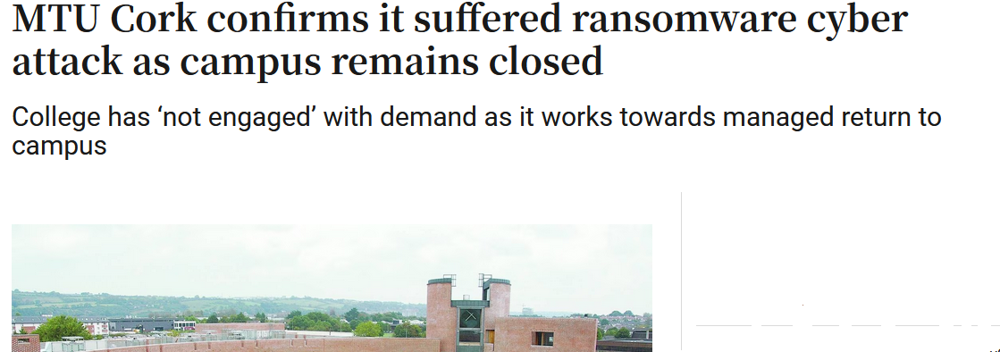 MTU Cork confirms it suffered ransomware cyber
attack as campus remains closed
College has ‘not engaged’ with demand as it works towards managed return to
campus